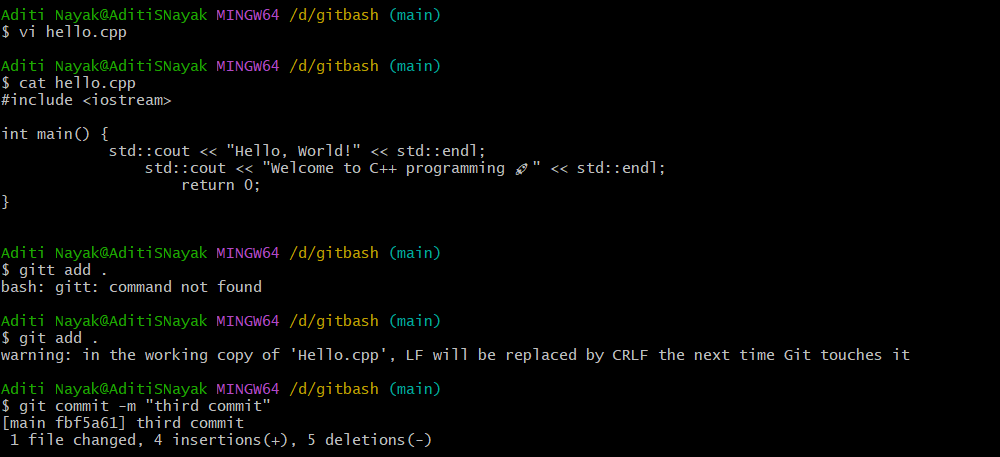 Aditi Nayak@AditiSNayak MINGW64 /d/gitbash (main)
$ vi hello.cpp
Aditi Nayak@AditiSNayak MINGW64 /d/gitbash (main)
$ cat hello.cpp
#include <iostream>
int main() {
            std::cout << "Hello, World!" << std::endl;
                std::cout << "Welcome to C++ programming 🚀" << std::endl;
                    return 0;
}
Aditi Nayak@AditiSNayak MINGW64 /d/gitbash (main)
$ gitt add .
bash: gitt: command not found
Aditi Nayak@AditiSNayak MINGW64 /d/gitbash (main)
$ git add .
warning: in the working copy of 'Hello.cpp', LF will be replaced by CRLF the next time Git touches it
Aditi Nayak@AditiSNayak MINGW64 /d/gitbash (main)
$ git commit -m "third commit"
[main fbf5a61] third commit
 1 file changed, 4 insertions(+), 5 deletions(-)